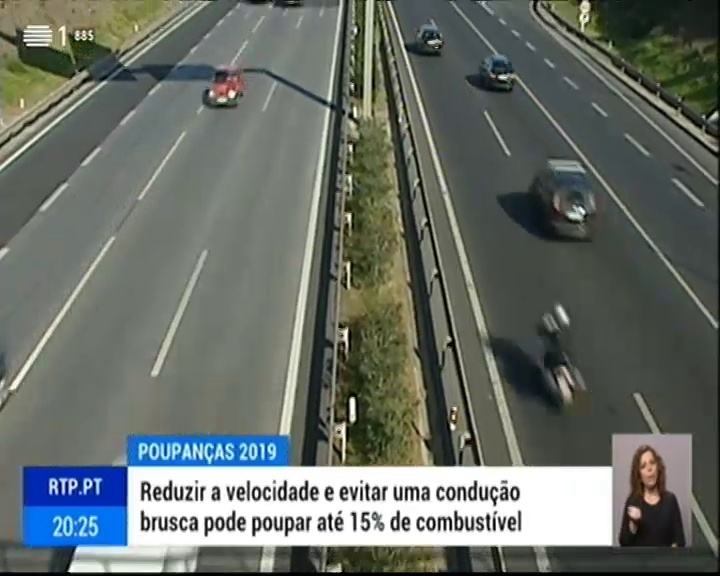 1 885
POUPANÇAS 2019
RTP.PT
20:25
Reduzir a velocidade e evitar uma condução
brusca pode poupar até 15% de combustível